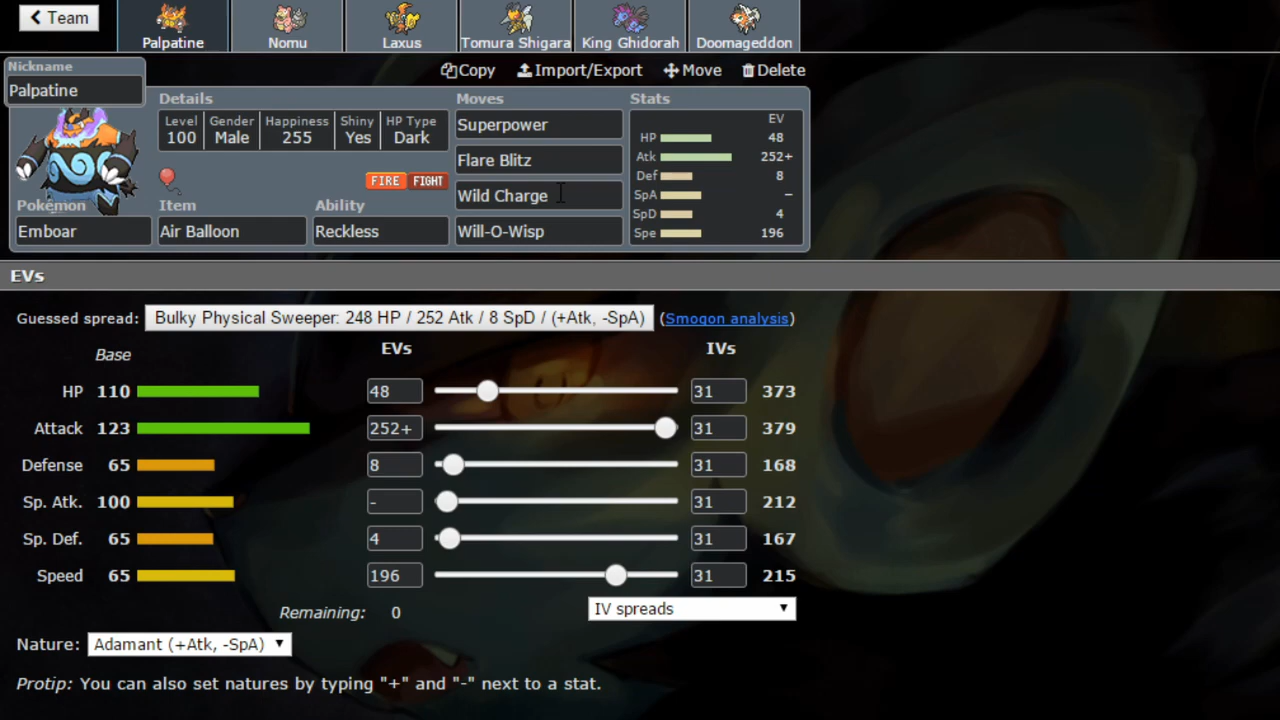 Team
Palpatine
Nomu
Laxus
Tomura Shigara
King Ghidorah
Doomageddon
Copy
Import/Export
Move
Delete
Nickname
Palpatine
Details
Level
100
Gender
Male
Happiness
255
Shiny
Yes
HP Type
Dark
FIRE FIGHT
Pokémon
Emboar
Item
Air Balloon
Ability
Reckless
Moves
Superpower
Flare Blitz
Wild Charge
Will-O-Wisp
Stats
EV
HP 48
Atk 252+
Def 8
SpA –
SpD 4
Spe 196
EVs
Guessed spread: Bulky Physical Sweeper: 248 HP / 252 Atk / 8 SpD / (+Atk, -SpA) (Smogon analysis)
Base EVs IVs
HP 110 48 31 373
Attack 123 252+ 31 379
Defense 65 8 31 168
Sp. Atk. 100 - 31 212
Sp. Def. 65 4 31 167
Speed 65 196 31 215
Remaining: 0 IV spreads
Nature: Adamant (+Atk, -SpA)
Protip: You can also set natures by typing "+" and "-" next to a stat.